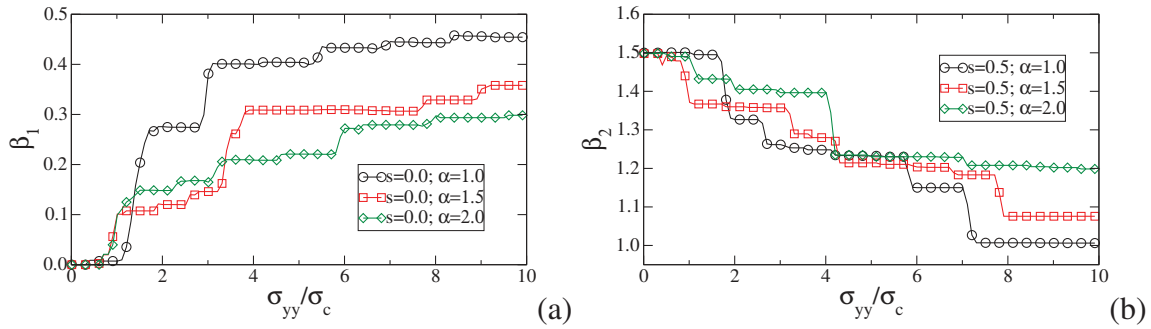 0.5
0.4
0.3
0.2
0.1
0.0
β1
0 2 4 6 8 10
σyy/σc
s=0.0; α=1.0
s=0.0; α=1.5
s=0.0; α=2.0
(a)
1.6
1.5
1.4
1.3
1.2
1.1
1.0
β2
0 2 4 6 8 10
σyy/σc
s=0.5; α=1.0
s=0.5; α=1.5
s=0.5; α=2.0
(b)